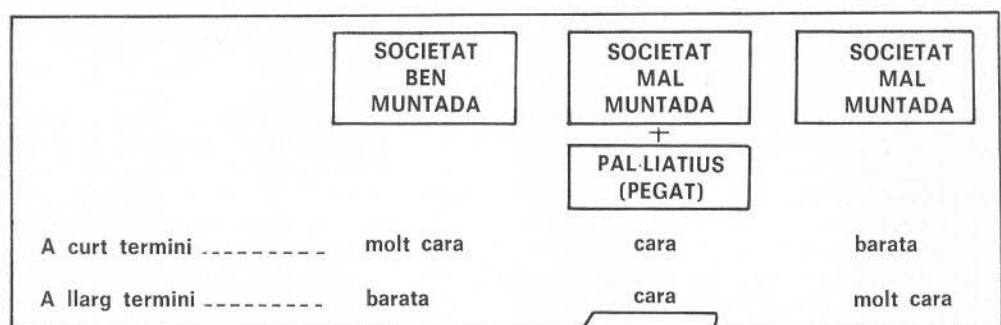 SOCIETAT BEN MUNTADA
SOCIETAT MAL MUNTADA
+
PAL·LIATIUS (PEGAT)
SOCIETAT MAL MUNTADA
A curt termini molt cara cara barata
A llarg termini barata cara molt cara